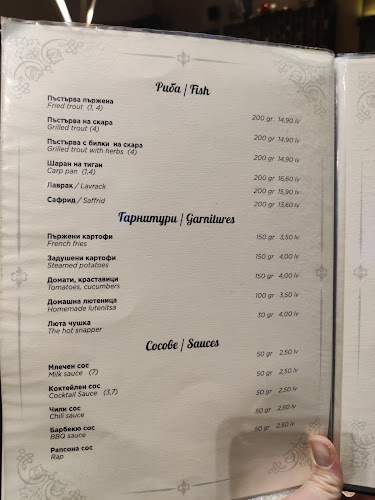 Риба / Fish
Пъстърва пържена
Fried trout (1, 4) 200 gr 14,90 lv
Пъстърва на скара
Grilled trout (4) 200 gr 14,90 lv
Пъстърва с билки на скара
Grilled trout with herbs (4) 200 gr 14,90 lv
Шаран на тиган
Carp pan (1,4) 200 gr 16,60 lv
Лаврак / Lavrack 200 gr 15,90 lv
Сафрид / Saffrid 200 gr 13,60 lv
Гарнитури / Garnitures
Пържени картофи 150 gr 3,50 lv
French fries
Задушени картофи 150 gr 4,00 lv
Steamed potatoes
Домати, краставици 150 gr 4,00 lv
Tomatoes, cucumbers
Домашна лютеница 100 gr 3,50 lv
Homemade lutenitsa
Люта чушка 30 gr 4,00 lv
The hot snapper
Сосове / Sauces
Млечен сос 50 gr 2,50 lv
Milk sauce (7)
Коктейлен сос 50 gr 2,50 lv
Cocktail Sauce (3,7)
Чили сос 50 gr 2,50 lv
Chili sauce
Барбекю сос 50 gr 2,50 lv
BBQ sauce
Рапсона сос 50 gr 2,50 lv
Rap